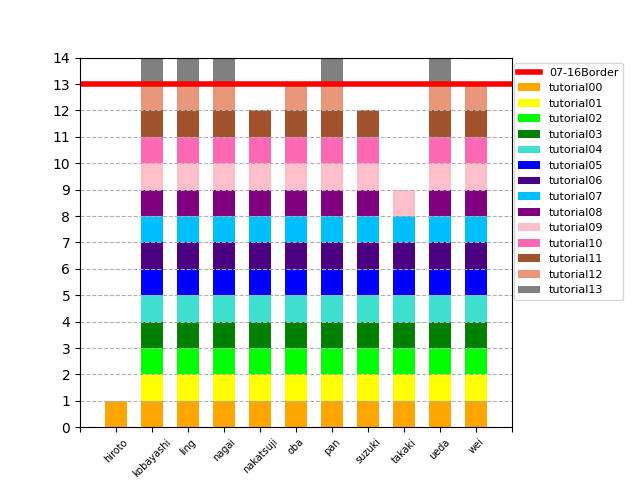 14
13
12
11
10
9
8
7
6
5
4
3
2
1
0
hiroto
kobayashi
ling
nagai
nakatsuji
oba
pan
suzuki
takaki
ueda
wei
07-16Border
tutorial00
tutorial01
tutorial02
tutorial03
tutorial04
tutorial05
tutorial06
tutorial07
tutorial08
tutorial09
tutorial10
tutorial11
tutorial12
tutorial13